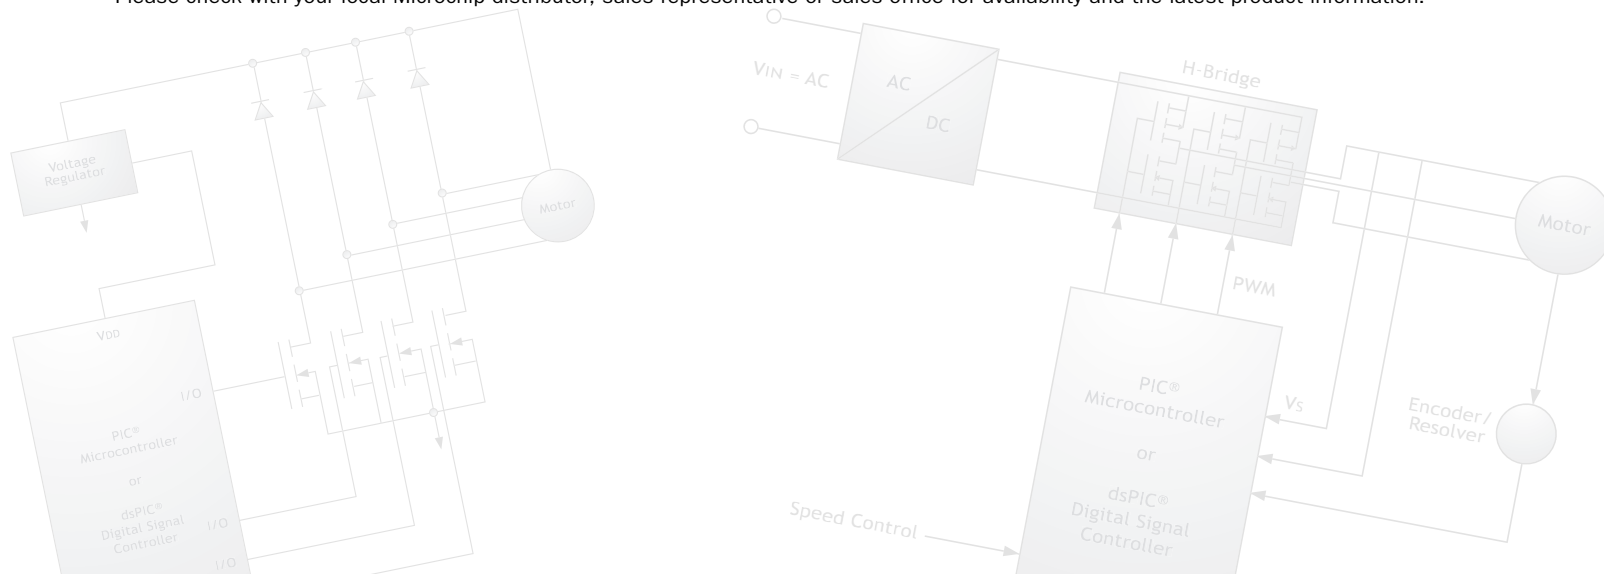 Please check with your local Microchip distributor, sales representative or sales office for availability and the latest product information.
Voltage
Regulator
Motor
VDD
I/O
PIC®
Microcontroller
or
dsPIC®
Digital Signal
Controller
I/O
I/O
VIN = AC
AC
DC
H-Bridge
Motor
PWM
PIC®
Microcontroller
or
dsPIC®
Digital Signal
Controller
VS
Encoder/
Resolver
Speed Control